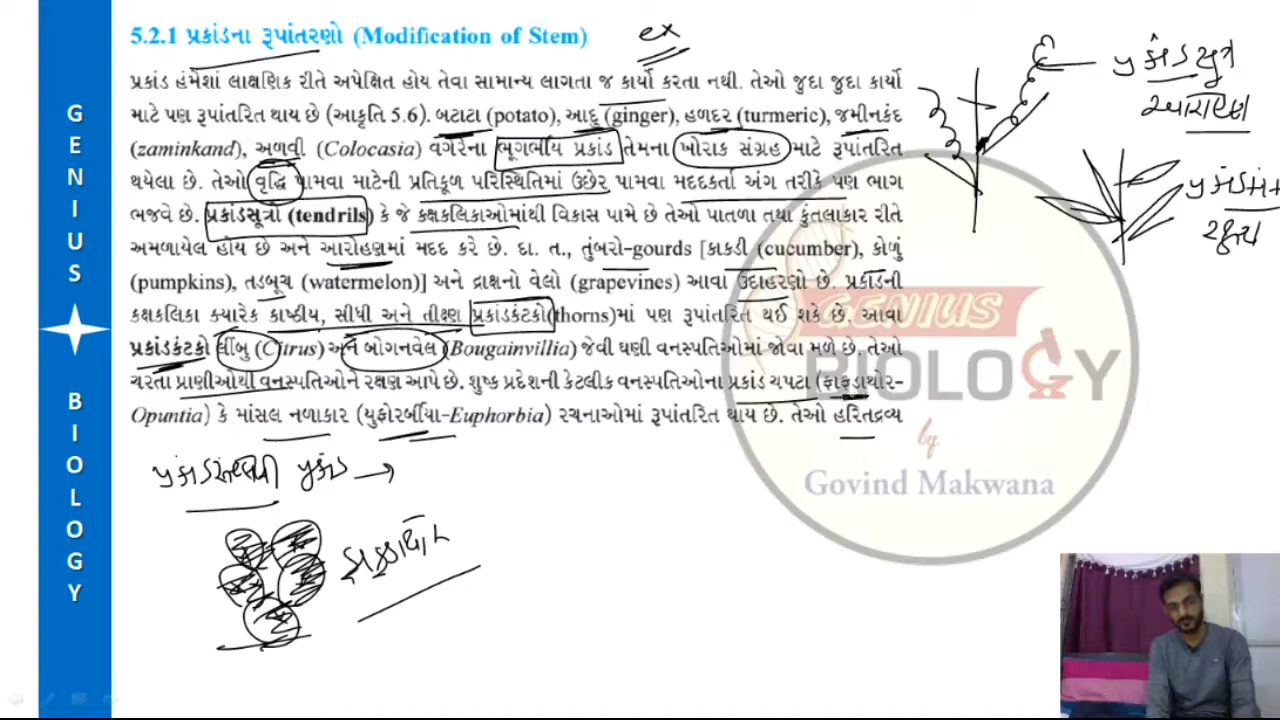 5.2.1 પ્રકાંડના રૂપાંતરણો (Modification of Stem)
ex
પ્રકાંડ હંમેશાં લાક્ષણિક રીતે અપેક્ષિત હોય તેવા સામાન્ય લાગતા જ કાર્યો કરતા નથી. તેઓ જુદા જુદા કાર્યો
માટે પણ રૂપાંતરિત થાય છે (આકૃતિ 5.6). બટાટા (potato), આદુ (ginger), હળદર (turmeric), જમીનકંદ
(zaminkand), અળવી (Colocasia) વગેરેના ભૂગર્ભીય પ્રકાંડ તેમના ખોરાક સંગ્રહ માટે રૂપાંતરિત
થયેલા છે. તેઓ વૃદ્ધિ પામવા માટેની પ્રતિકૂળ પરિસ્થિતિમાં ઉછેર પામવા મદદકર્તા અંગ તરીકે પણ ભાગ
ભજવે છે. પ્રકાંડસૂત્રો (tendrils) કે જે કક્ષકલિકાઓમાંથી વિકાસ પામે છે તેઓ પાતળા તથા કુંતલાકાર રીતે
અમળાયેલ હોય છે અને આરોહણમાં મદદ કરે છે. દા. ત., તુંબરો-gourds [કાકડી (cucumber), કોળું
(pumpkins), તડબૂચ (watermelon)] અને દ્રાક્ષનો વેલો (grapevines) આવા ઉદાહરણો છે. પ્રકાંડની
કક્ષકલિકા ક્યારેક કાષ્ઠીય, સીધી અને તીક્ષ્ણ પ્રકાંડકંટકો(thorns)માં પણ રૂપાંતરિત થઈ શકે છે. આવા
પ્રકાંડકંટકો લીંબુ (Citrus) અને બોગનવેલ (Bougainvillia) જેવી ઘણી વનસ્પતિઓમાં જોવા મળે છે. તેઓ
ચરતા પ્રાણીઓથી વનસ્પતિઓને રક્ષણ આપે છે. શુષ્ક પ્રદેશની કેટલીક વનસ્પતિઓના પ્રકાંડ ચપટા (ફાફડાથોર-
Opuntia) કે માંસલ નળાકાર (યુફોરબીયા-Euphorbia) રચનાઓમાં રૂપાંતરિત થાય છે. તેઓ હરિતદ્રવ્ય
પ્રકાંડસૂત્ર
ફાફડાથોર
GENIUS
BIOLOGY
GENIUS
BIOLOGY
by
Govind Makwana